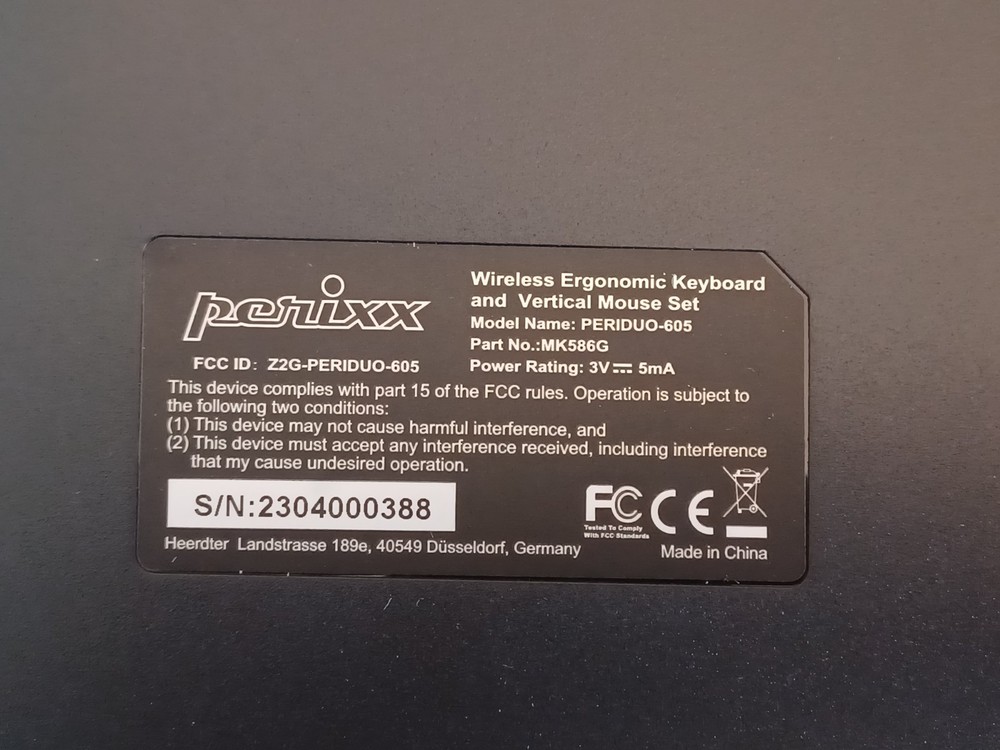 perixx
FCC ID: Z2G-PERIDUO-605
Wireless Ergonomic Keyboard
and Vertical Mouse Set
Model Name: PERIDUO-605
Part No.:MK586G
Power Rating: 3V⎓ 5mA
This device complies with part 15 of the FCC rules. Operation is subject to
the following two conditions:
(1) This device may not cause harmful interference, and
(2) This device must accept any interference received, including interference
that my cause undesired operation.
S/N:2304000388
FC CE
Tested To Comply
With FCC Standards
Heerdter Landstrasse 189e, 40549 Düsseldorf, Germany
Made in China